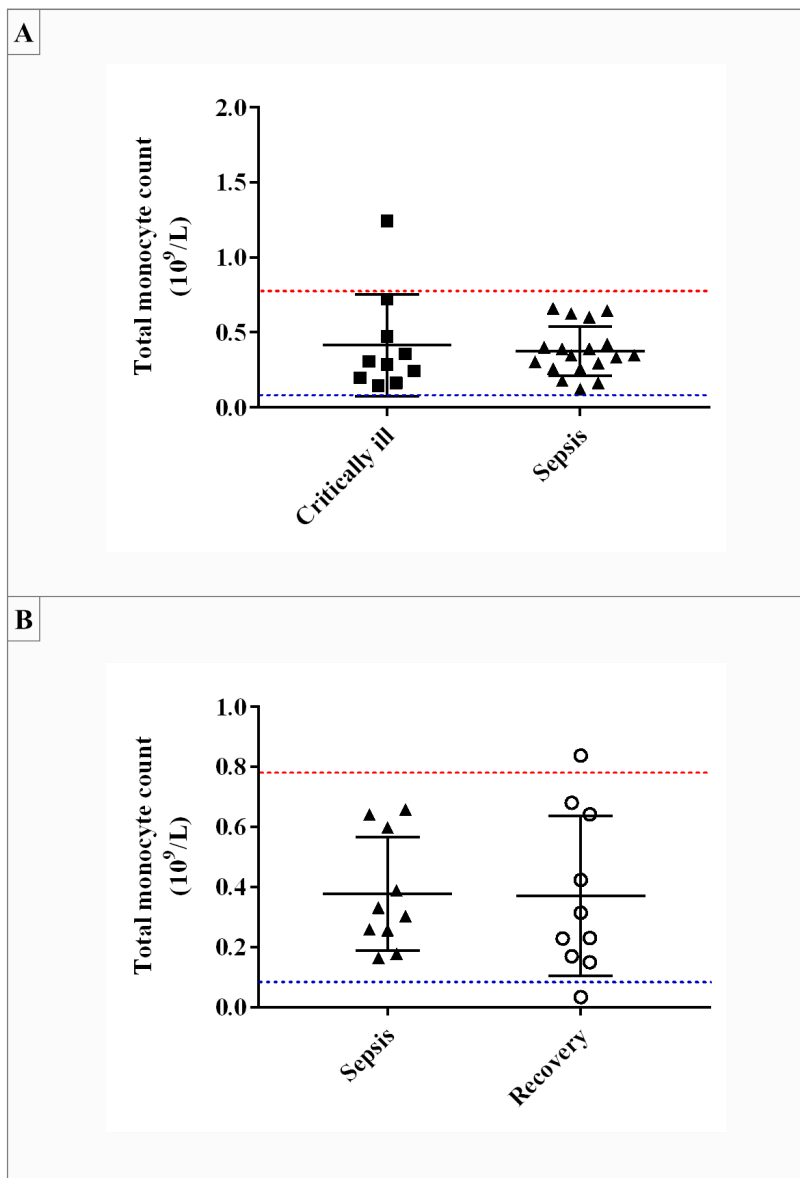 A
Total monocyte count
(10⁹/L)
2.0
1.5
1.0
0.5
0.0
Critically ill
Sepsis
B
Total monocyte count
(10⁹/L)
1.0
0.8
0.6
0.4
0.2
0.0
Sepsis
Recovery